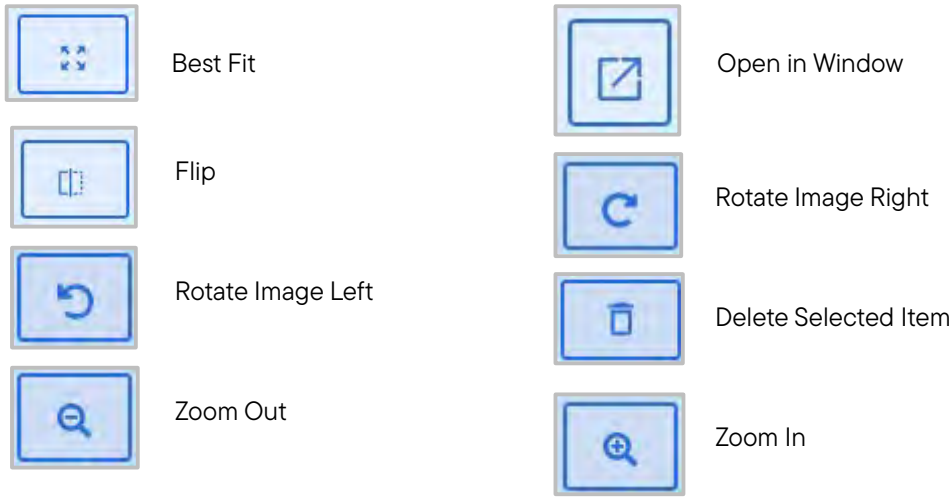 Best Fit
Flip
Rotate Image Left
Zoom Out
Open in Window
Rotate Image Right
Delete Selected Item
Zoom In